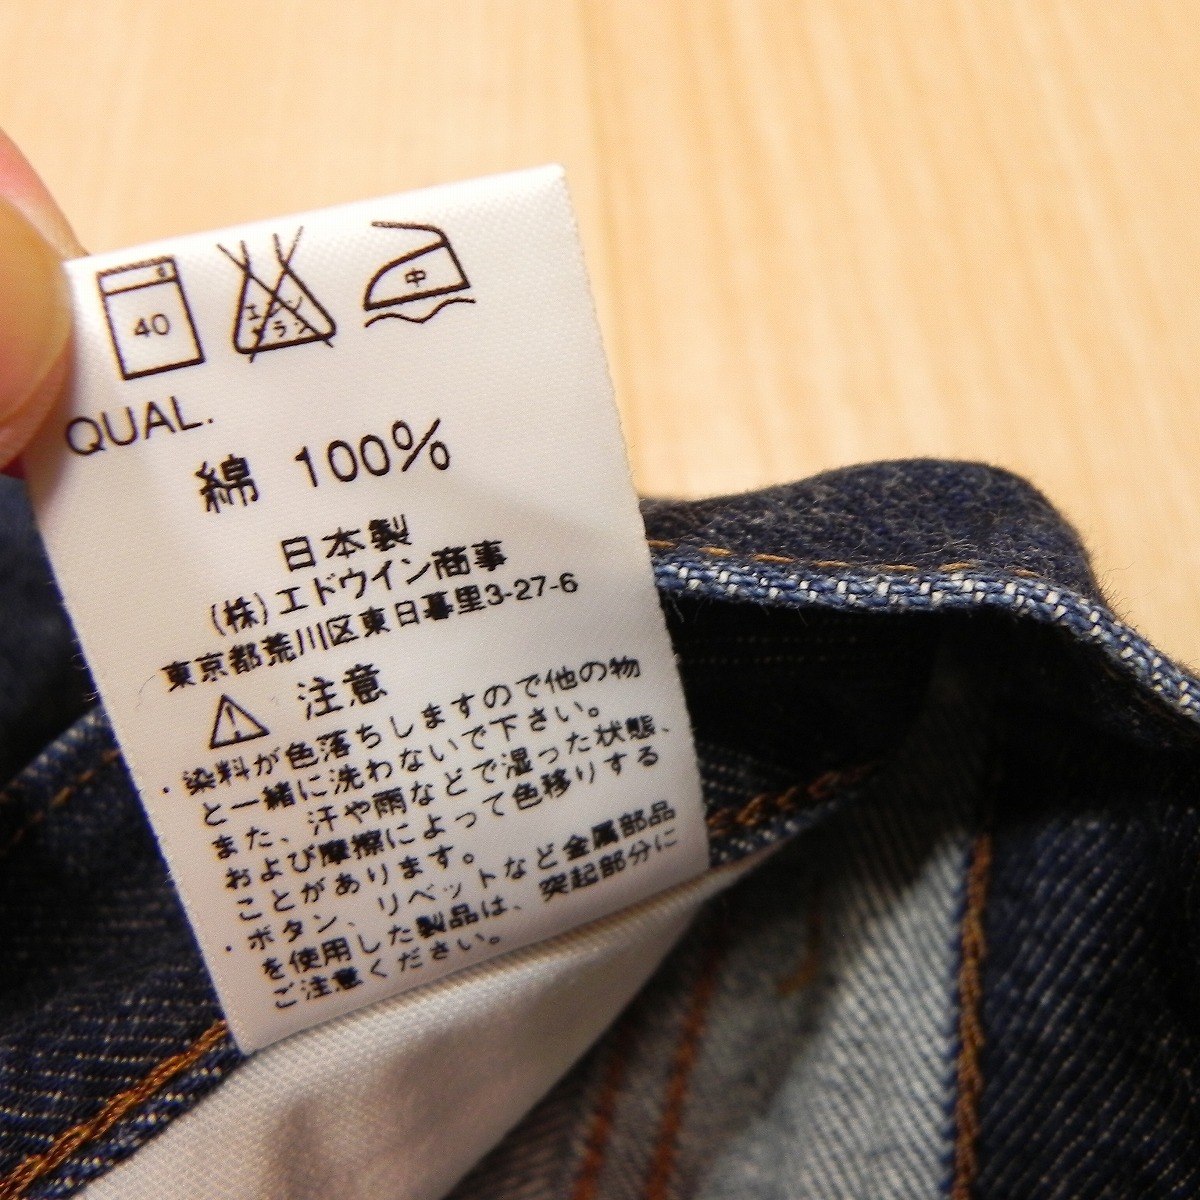 40
エンソ
サラシ
中
QUAL.
綿 100%
日本製
(株)エドウイン商事
東京都荒川区東日暮里3-27-6
注意
・染料が色落ちしますので他の物
と一緒に洗わないで下さい。
また、汗や雨などで湿った状態、
および摩擦によって色移りする
ことがあります。
・ボタン、リベットなど金属部品
を使用した製品は、突起部分に
ご注意ください。